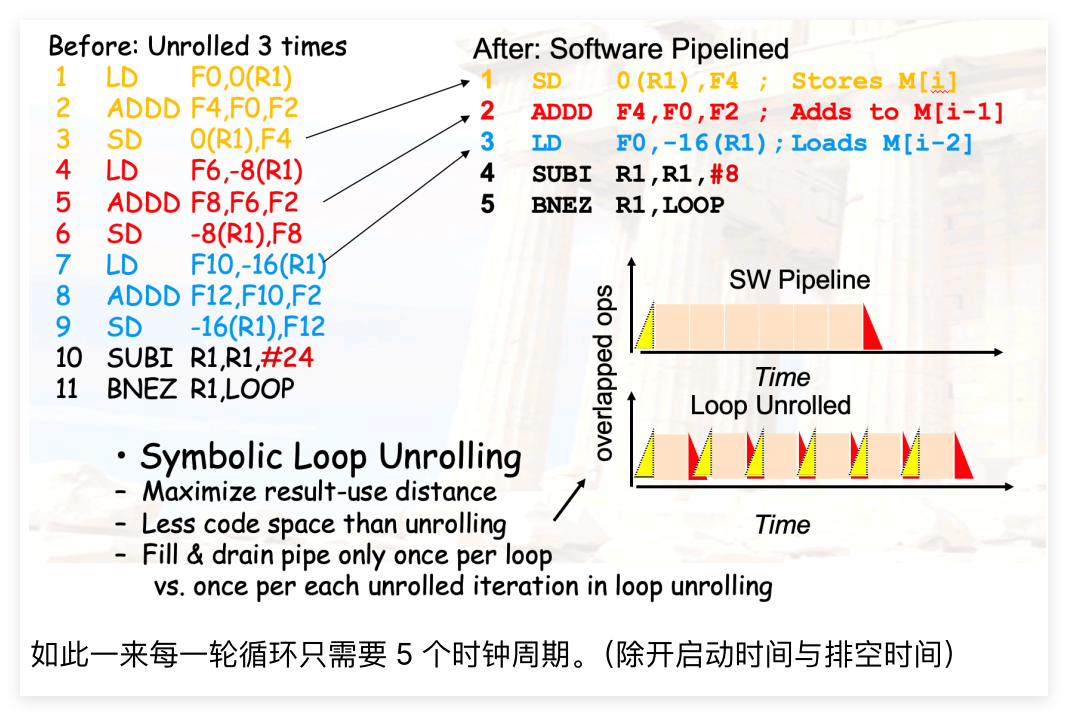 Before: Unrolled 3 times
1 LD F0,0(R1)
2 ADDD F4,F0,F2
3 SD 0(R1),F4
4 LD F6,-8(R1)
5 ADDD F8,F6,F2
6 SD -8(R1),F8
7 LD F10,-16(R1)
8 ADDD F12,F10,F2
9 SD -16(R1),F12
10 SUBI R1,R1,#24
11 BNEZ R1,LOOP
After: Software Pipelined
1 SD 0(R1),F4 ; Stores M[i]
2 ADDD F4,F0,F2 ; Adds to M[i-1]
3 LD F0,-16(R1); Loads M[i-2]
4 SUBI R1,R1,#8
5 BNEZ R1,LOOP
SW Pipeline
Time
Loop Unrolled
overlapped ops
Time
• Symbolic Loop Unrolling
– Maximize result-use distance
– Less code space than unrolling
– Fill & drain pipe only once per loop
vs. once per each unrolled iteration in loop unrolling
如此一来每一轮循环只需要 5 个时钟周期。（除开启动时间与排空时间）